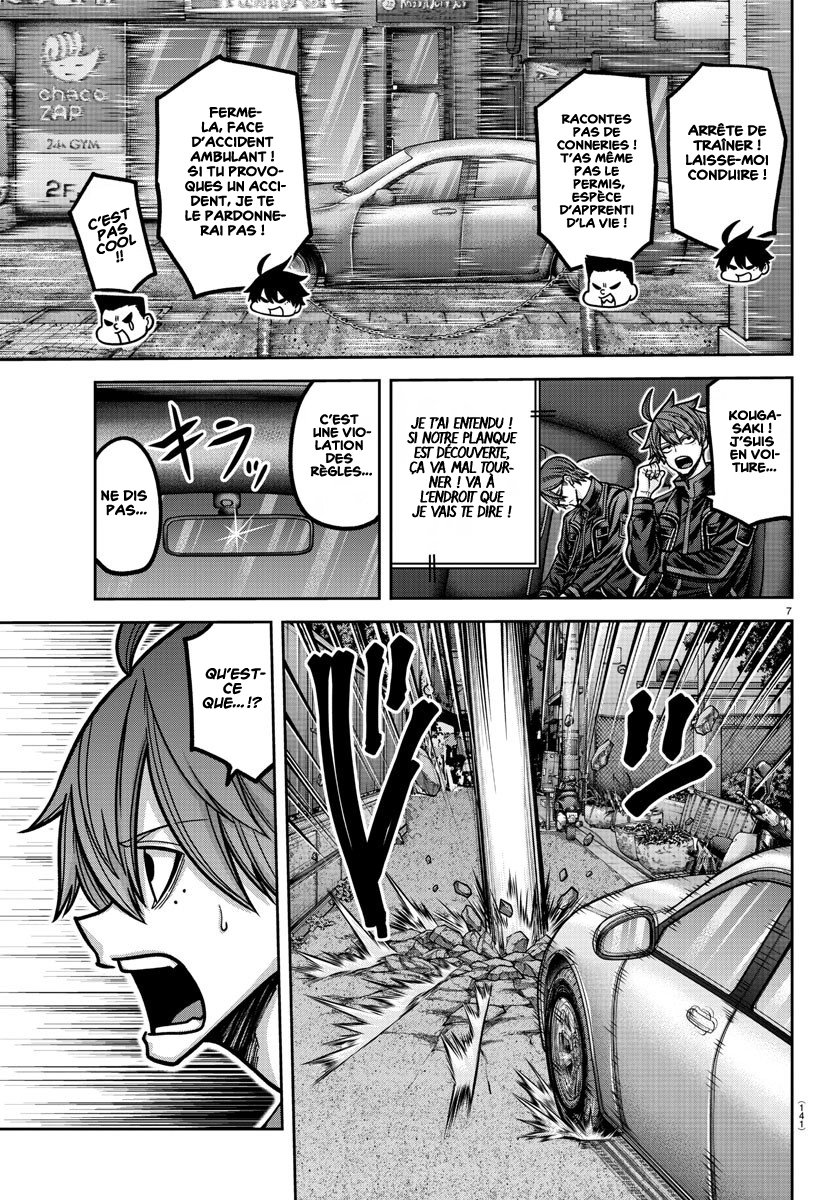 chaco
ZAP
24h GYM
2F
ARRÊTE DE
TRAÎNER !
LAISSE-MOI
CONDUIRE !
RACONTES
PAS DE
CONNERIES !
T'AS MÊME
PAS LE
PERMIS,
ESPÈCE
D'APPRENTI
D'LA VIE !
FERME-
LA, FACE
D'ACCIDENT
AMBULANT !
SI TU PROVO-
QUES UN ACCI-
DENT, JE TE
LE PARDONNE-
RAI PAS !
C'EST
PAS
COOL
!!
KOUGA-
SAKI !
J'SUIS
EN VOI-
TURE...
JE T'AI ENTENDU !
SI NOTRE PLANQUE
EST DÉCOUVERTE,
ÇA VA MAL TOUR-
NER ! VA À
L'ENDROIT QUE
JE VAIS TE DIRE !
C'EST
UNE VIO-
LATION
DES
RÈGLES...
キラッ
NE DIS
PAS...
7
ドッ
QU'EST-
CE
QUE...!?
(141)